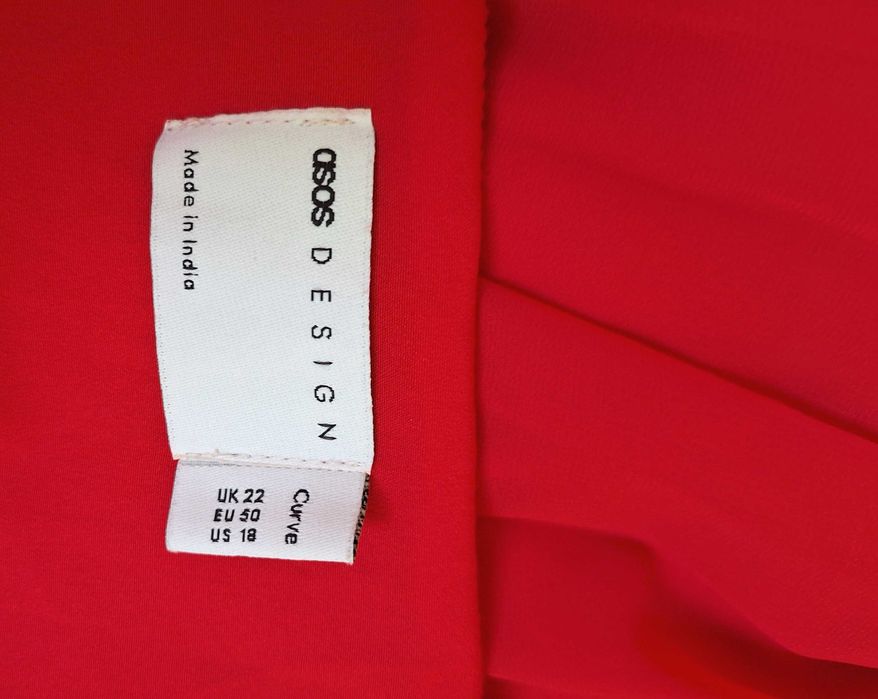 asos DESIGN
Made in India
Curve
UK 22
EU 50
US 18